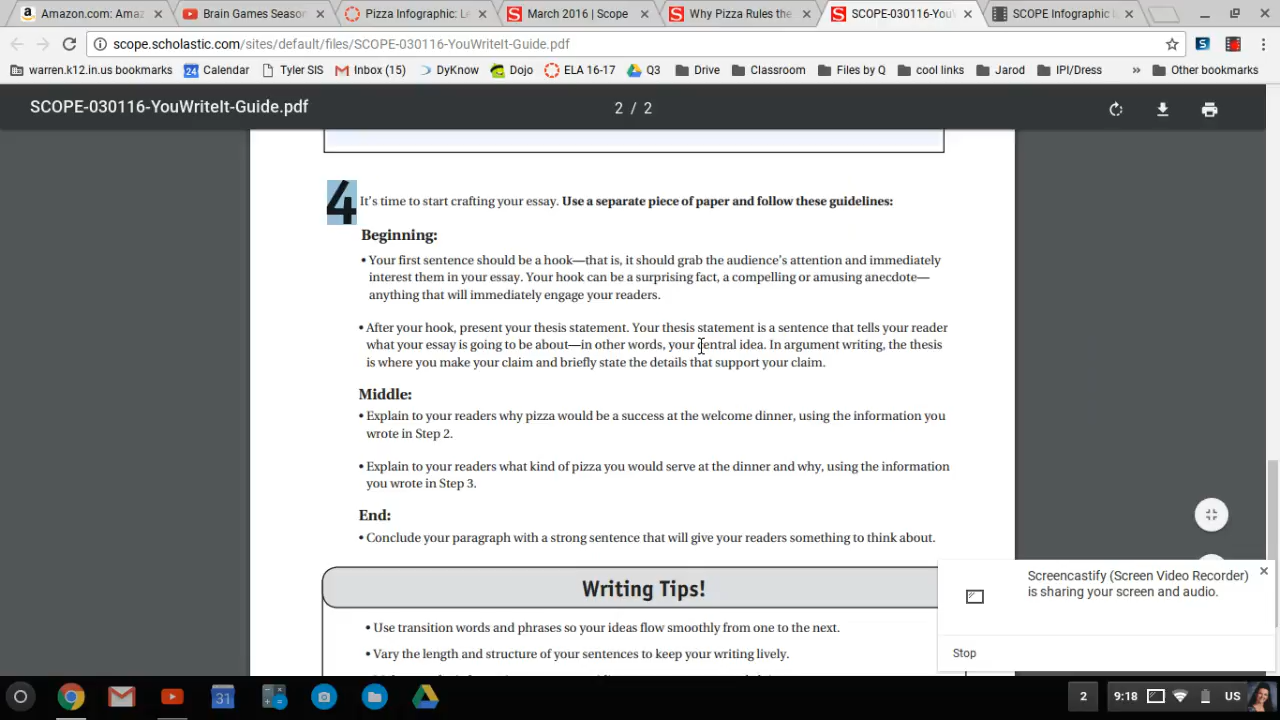 Amazon.com: Amaz
Brain Games Season
Pizza Infographic: Le
March 2016 | Scope
Why Pizza Rules the
SCOPE-030116-YouWr
SCOPE Infographic
scope.scholastic.com/sites/default/files/SCOPE-030116-YouWriteIt-Guide.pdf
warren.k12.in.us bookmarks
Calendar
Tyler SIS
Inbox (15)
DyKnow
Dojo
ELA 16-17
Q3
Drive
Classroom
Files by Q
cool links
Jarod
IPI/Dress
»
Other bookmarks
SCOPE-030116-YouWriteIt-Guide.pdf
2 / 2
4 It's time to start crafting your essay. Use a separate piece of paper and follow these guidelines:
Beginning:
• Your first sentence should be a hook—that is, it should grab the audience's attention and immediately
interest them in your essay. Your hook can be a surprising fact, a compelling or amusing anecdote—
anything that will immediately engage your readers.
• After your hook, present your thesis statement. Your thesis statement is a sentence that tells your reader
what your essay is going to be about—in other words, your central idea. In argument writing, the thesis
is where you make your claim and briefly state the details that support your claim.
Middle:
• Explain to your readers why pizza would be a success at the welcome dinner, using the information you
wrote in Step 2.
• Explain to your readers what kind of pizza you would serve at the dinner and why, using the information
you wrote in Step 3.
End:
• Conclude your paragraph with a strong sentence that will give your readers something to think about.
Writing Tips!
• Use transition words and phrases so your ideas flow smoothly from one to the next.
• Vary the length and structure of your sentences to keep your writing lively.
Screencastify (Screen Video Recorder)
is sharing your screen and audio.
Stop
31
2
9:18
US